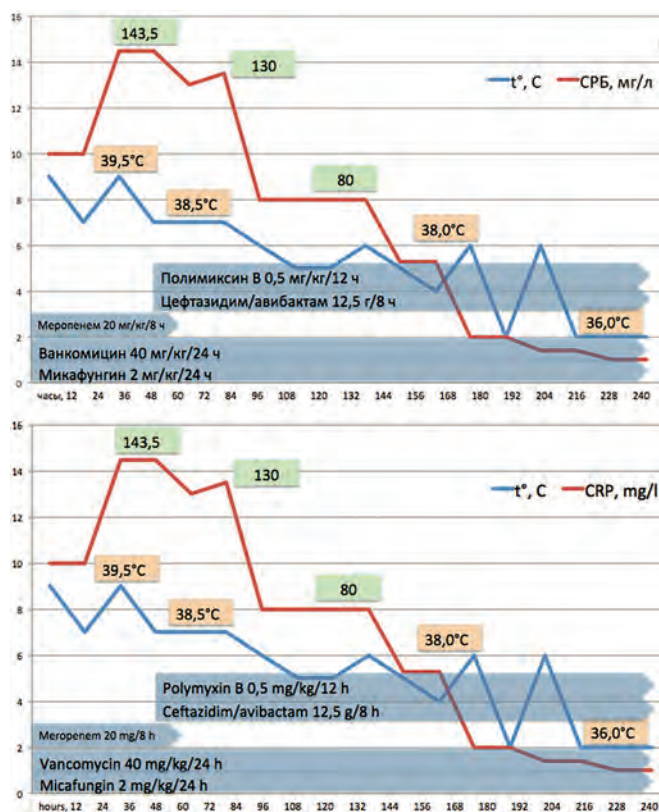 16
143,5
14
130
t°, C СРБ, мг/л
12
10
39,5°C
80
8
38,5°C
38,0°C
6
Полимиксин В 0,5 мг/кг/12 ч
4
Цефтазидим/авибактам 12,5 г/8 ч
36,0°C
Меропенем 20 мг/кг/8 ч
2
Ванкомицин 40 мг/кг/24 ч
Микафунгин 2 мг/кг/24 ч
0
часы, 12 24 36 48 60 72 84 96 108 120 132 144 156 168 180 192 204 216 228 240
16
143,5
14
130
t°, C CRP, mg/l
12
10
39,5°C
80
8
38,5°C
38,0°C
6
Polymyxin B 0,5 mg/kg/12 h
4
Ceftazidim/avibactam 12,5 g/8 h
36,0°C
Meropenem 20 mg/8 h
2
Vancomycin 40 mg/kg/24 h
Micafungin 2 mg/kg/24 h
0
hours, 12 24 36 48 60 72 84 96 108 120 132 144 156 168 180 192 204 216 228 240